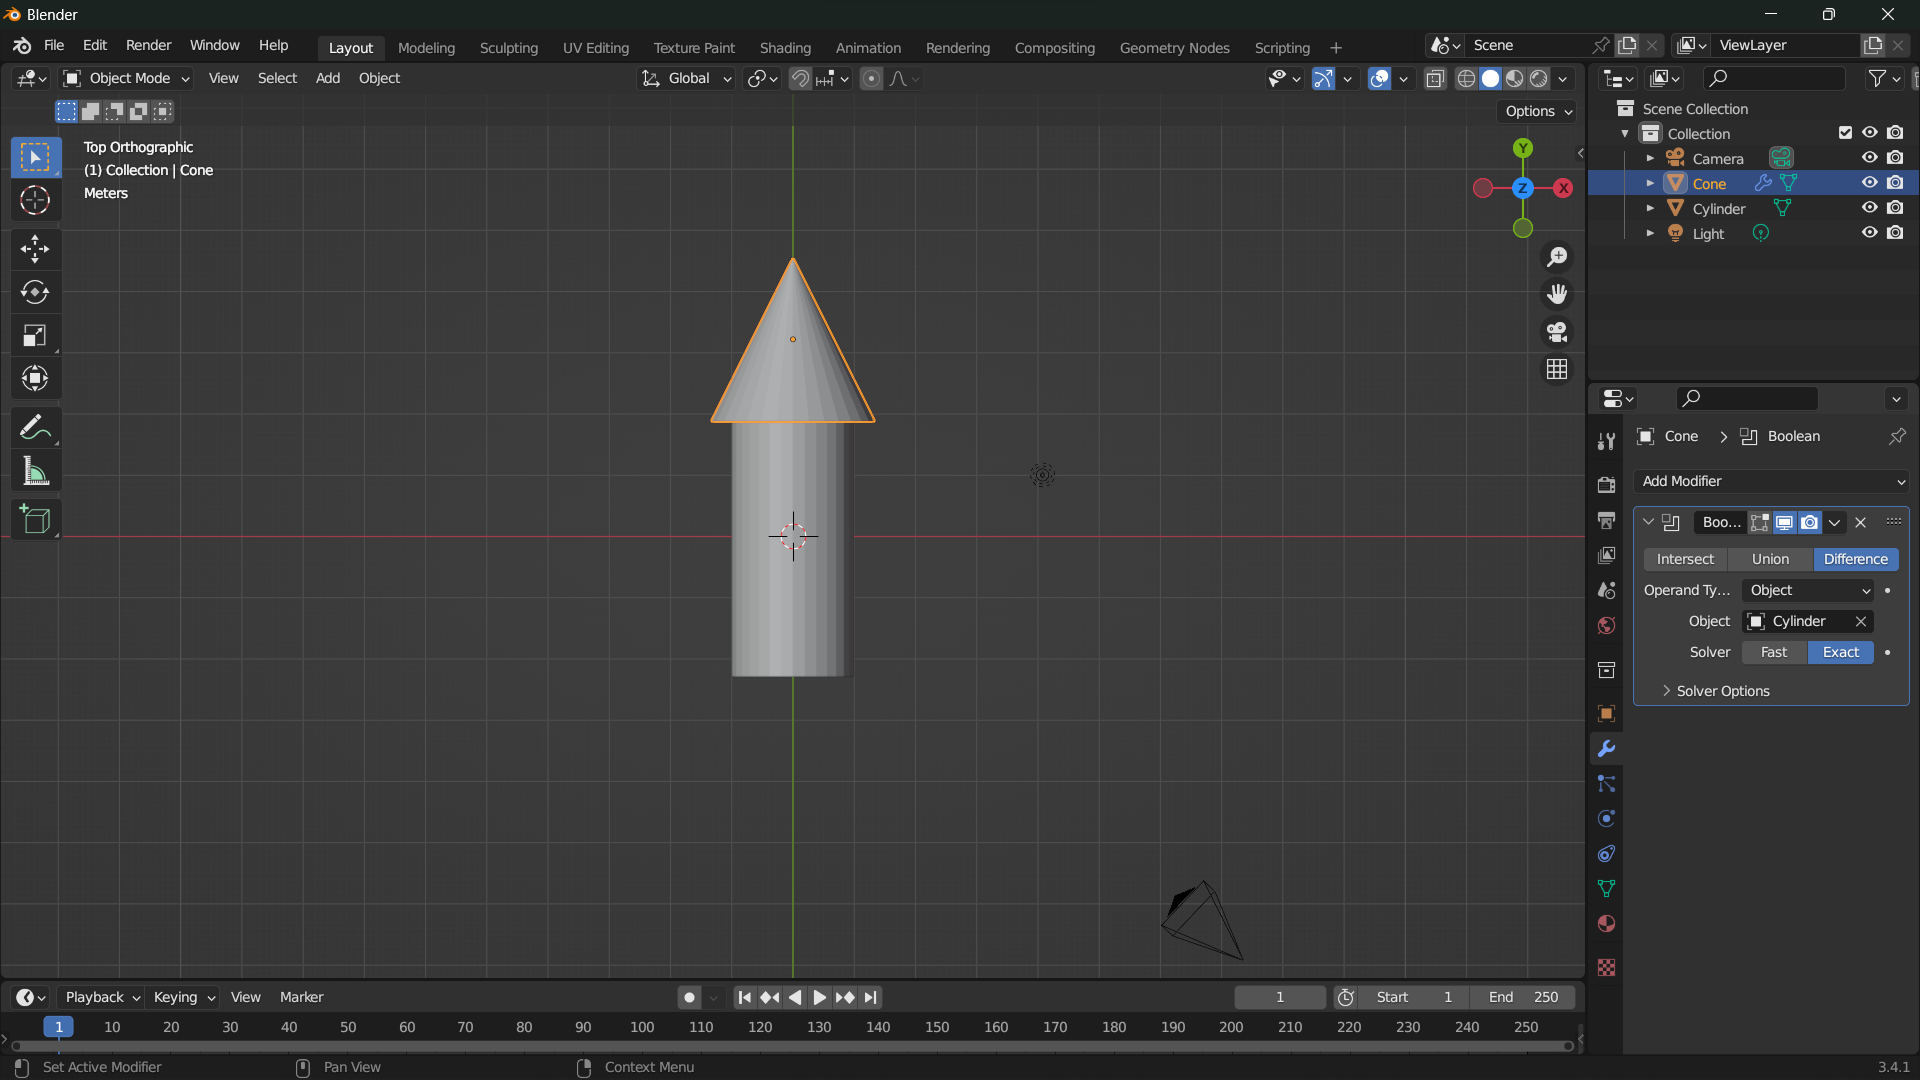 Blender
File Edit Render Window Help Layout Modeling Sculpting UV Editing Texture Paint Shading Animation Rendering Compositing Geometry Nodes Scripting + Scene ViewLayer
Object Mode View Select Add Object Global
Options
Top Orthographic
(1) Collection | Cone
Meters
Y
Z X
Scene Collection
Collection
Camera
Cone
Cylinder
Light
Cone > Boolean
Add Modifier
Boo...
Intersect Union Difference
Operand Ty... Object
Object Cylinder
Solver Fast Exact
Solver Options
Playback Keying View Marker 1 Start 1 End 250
1 10 20 30 40 50 60 70 80 90 100 110 120 130 140 150 160 170 180 190 200 210 220 230 240 250
Set Active Modifier Pan View Context Menu 3.4.1